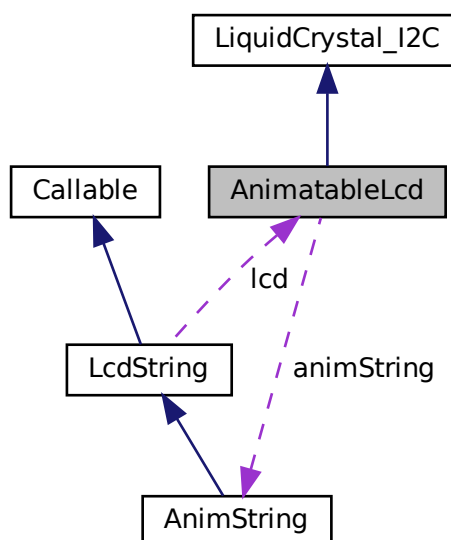 LiquidCrystal_I2C
Callable
AnimatableLcd
lcd
LcdString
animString
AnimString